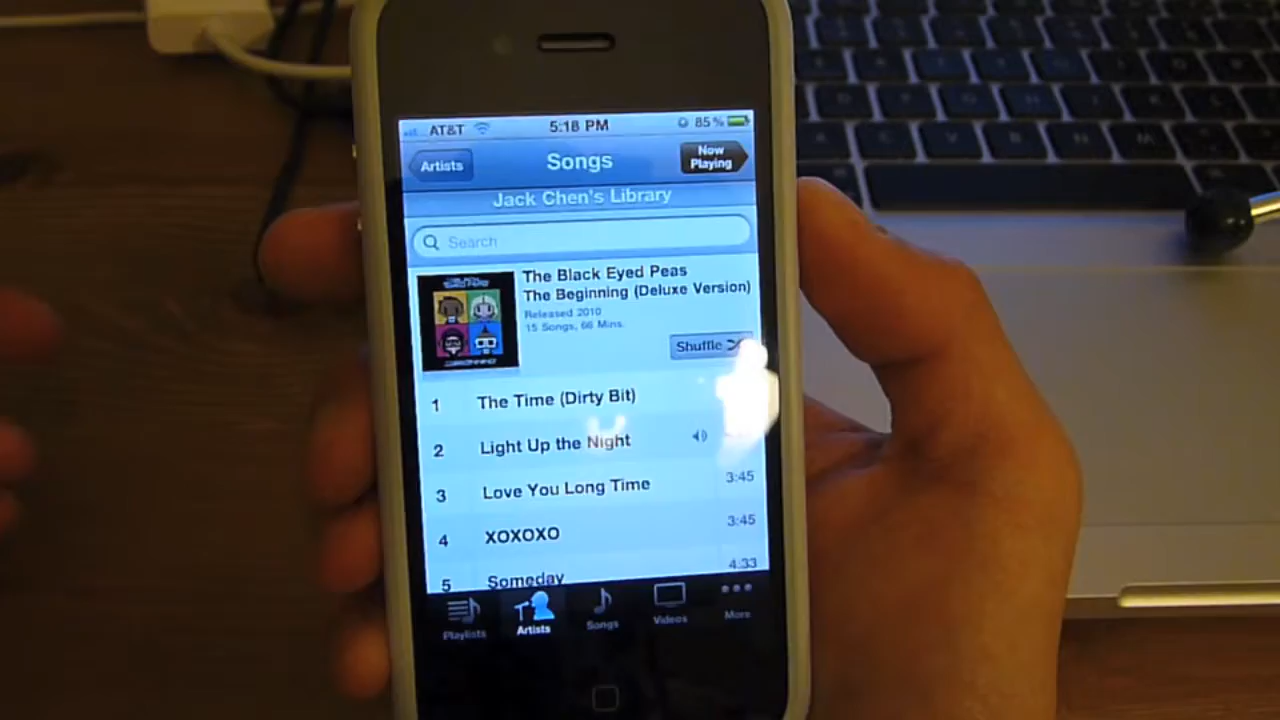 AT&T 5:18 PM 85%
Artists Songs Now Playing
Jack Chen's Library
Search
The Black Eyed Peas
The Beginning (Deluxe Version)
Released 2010
15 Songs, 66 Mins.
Shuffle
1 The Time (Dirty Bit)
2 Light Up the Night
3 Love You Long Time 3:45
4 XOXOXO 3:45
5 Someday 4:33
Playlists Artists Songs Videos More